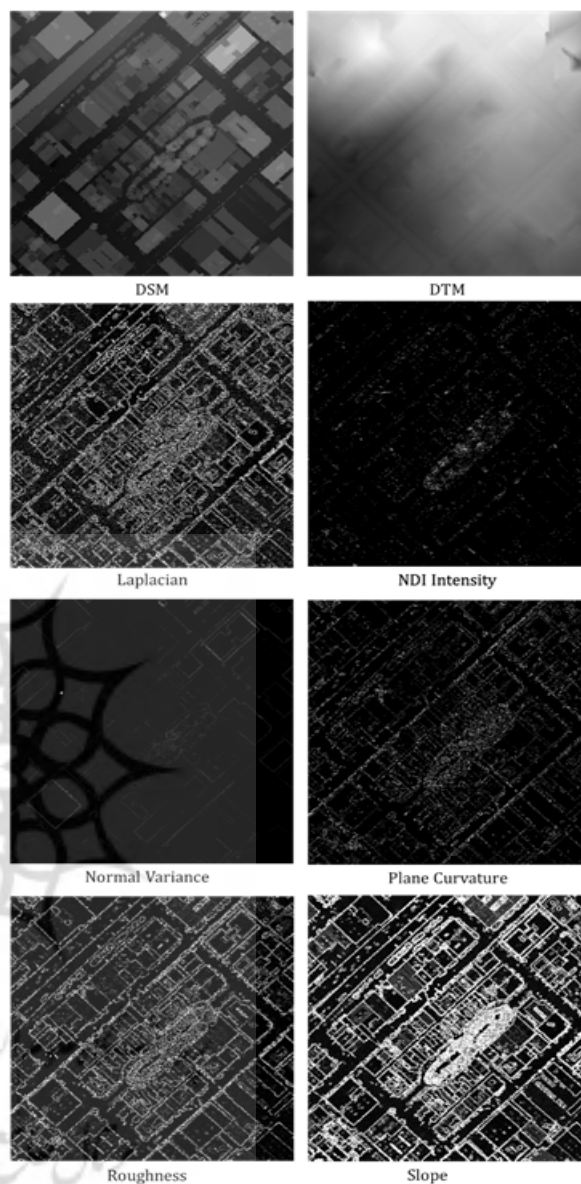 DSM
DTM
Laplacian
NDI Intensity
Normal Variance
Plane Curvature
Roughness
Slope